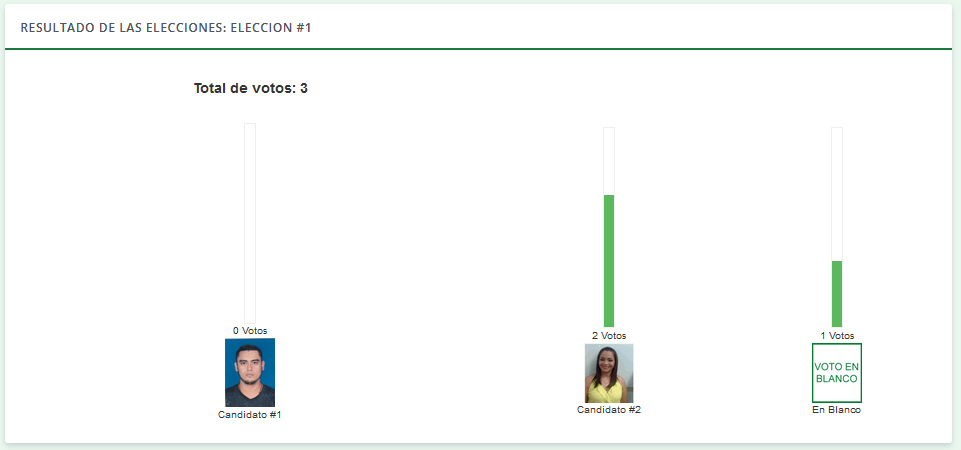 RESULTADO DE LAS ELECCIONES: ELECCION #1
Total de votos: 3
0 Votos
Candidato #1
2 Votos
Candidato #2
1 Votos
VOTO EN
BLANCO
En Blanco